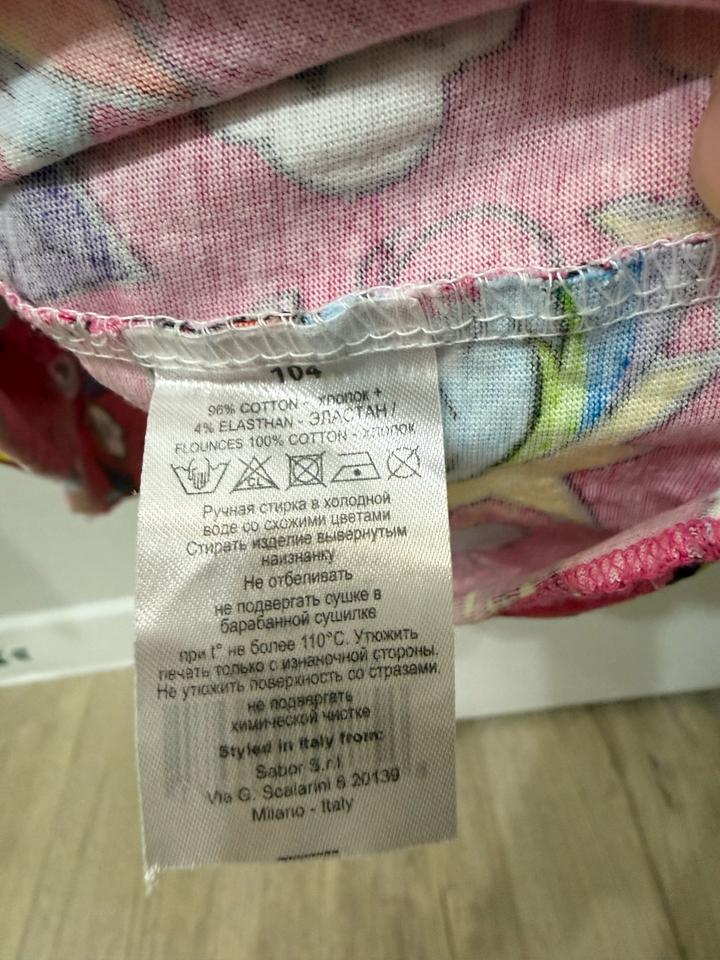 104
96% COTTON - ХЛОПОК +
4% ELASTHAN - ЭЛАСТАН /
FLOUNCES 100% COTTON - ХЛОПОК
CL
Ручная стирка в холодной
воде со схожими цветами
Стирать изделие вывернутым
наизнанку
Не отбеливать
не подвергать сушке в
барабанной сушилке
при t° не более 110°C. Утюжить
печать только с изнаночной стороны.
Не утюжить поверхность со стразами.
не подвергать
химической чистке
Styled in Italy from:
Sabor S.r.l.
Via G. Scalarini 6 20139
Milano - Italy